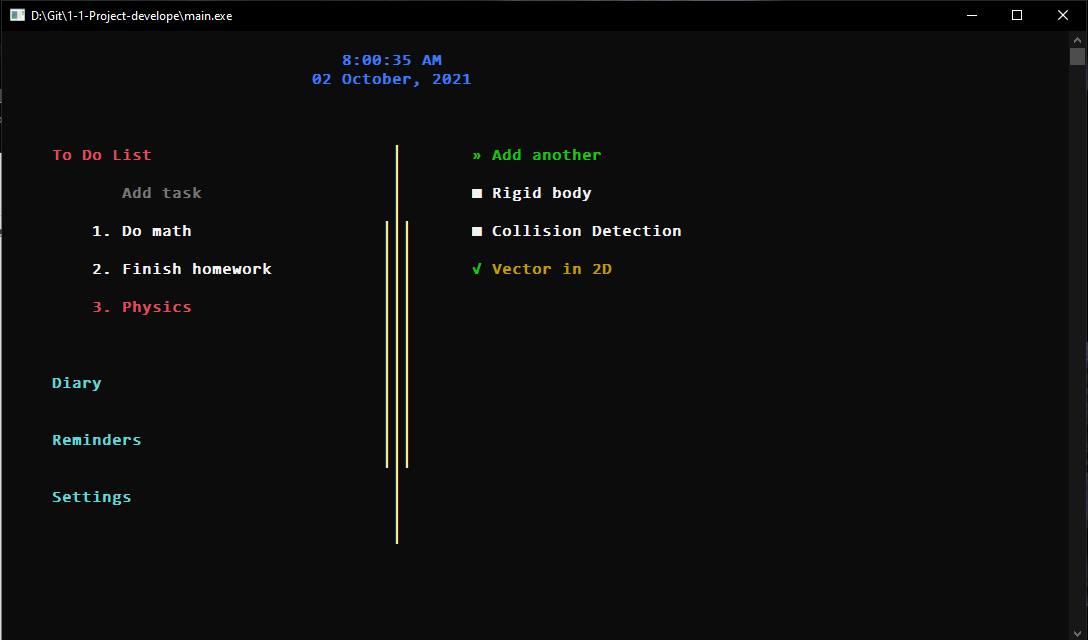 D:\Git\1-1-Project-develope\main.exe
8:00:35 AM
02 October, 2021
To Do List
Add task
1. Do math
2. Finish homework
3. Physics
Diary
Reminders
Settings
» Add another
■ Rigid body
■ Collision Detection
√ Vector in 2D